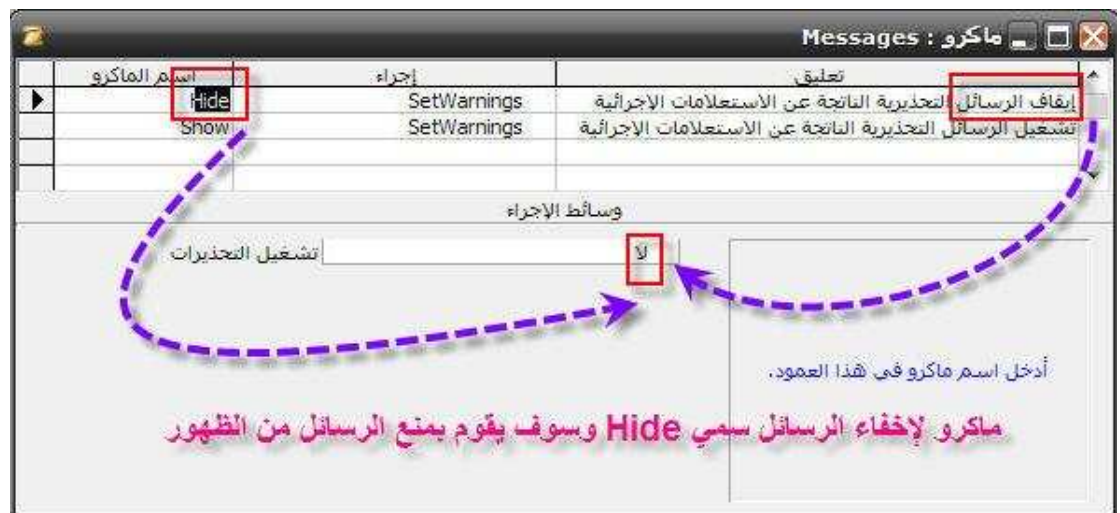 ماكرو : Messages
اسم الماكرو إجراء تعليق
Hide SetWarnings إيقاف الرسائل التحذيرية الناتجة عن الاستعلامات الإجرائية
Show SetWarnings تشغيل الرسائل التحذيرية الناتجة عن الاستعلامات الإجرائية
وسائط الإجراء
تشغيل التحذيرات لا
أدخل اسم ماكرو في هذا العمود.
ماكرو لإخفاء الرسائل سمي Hide وسوف يقوم بمنع الرسائل من الظهور